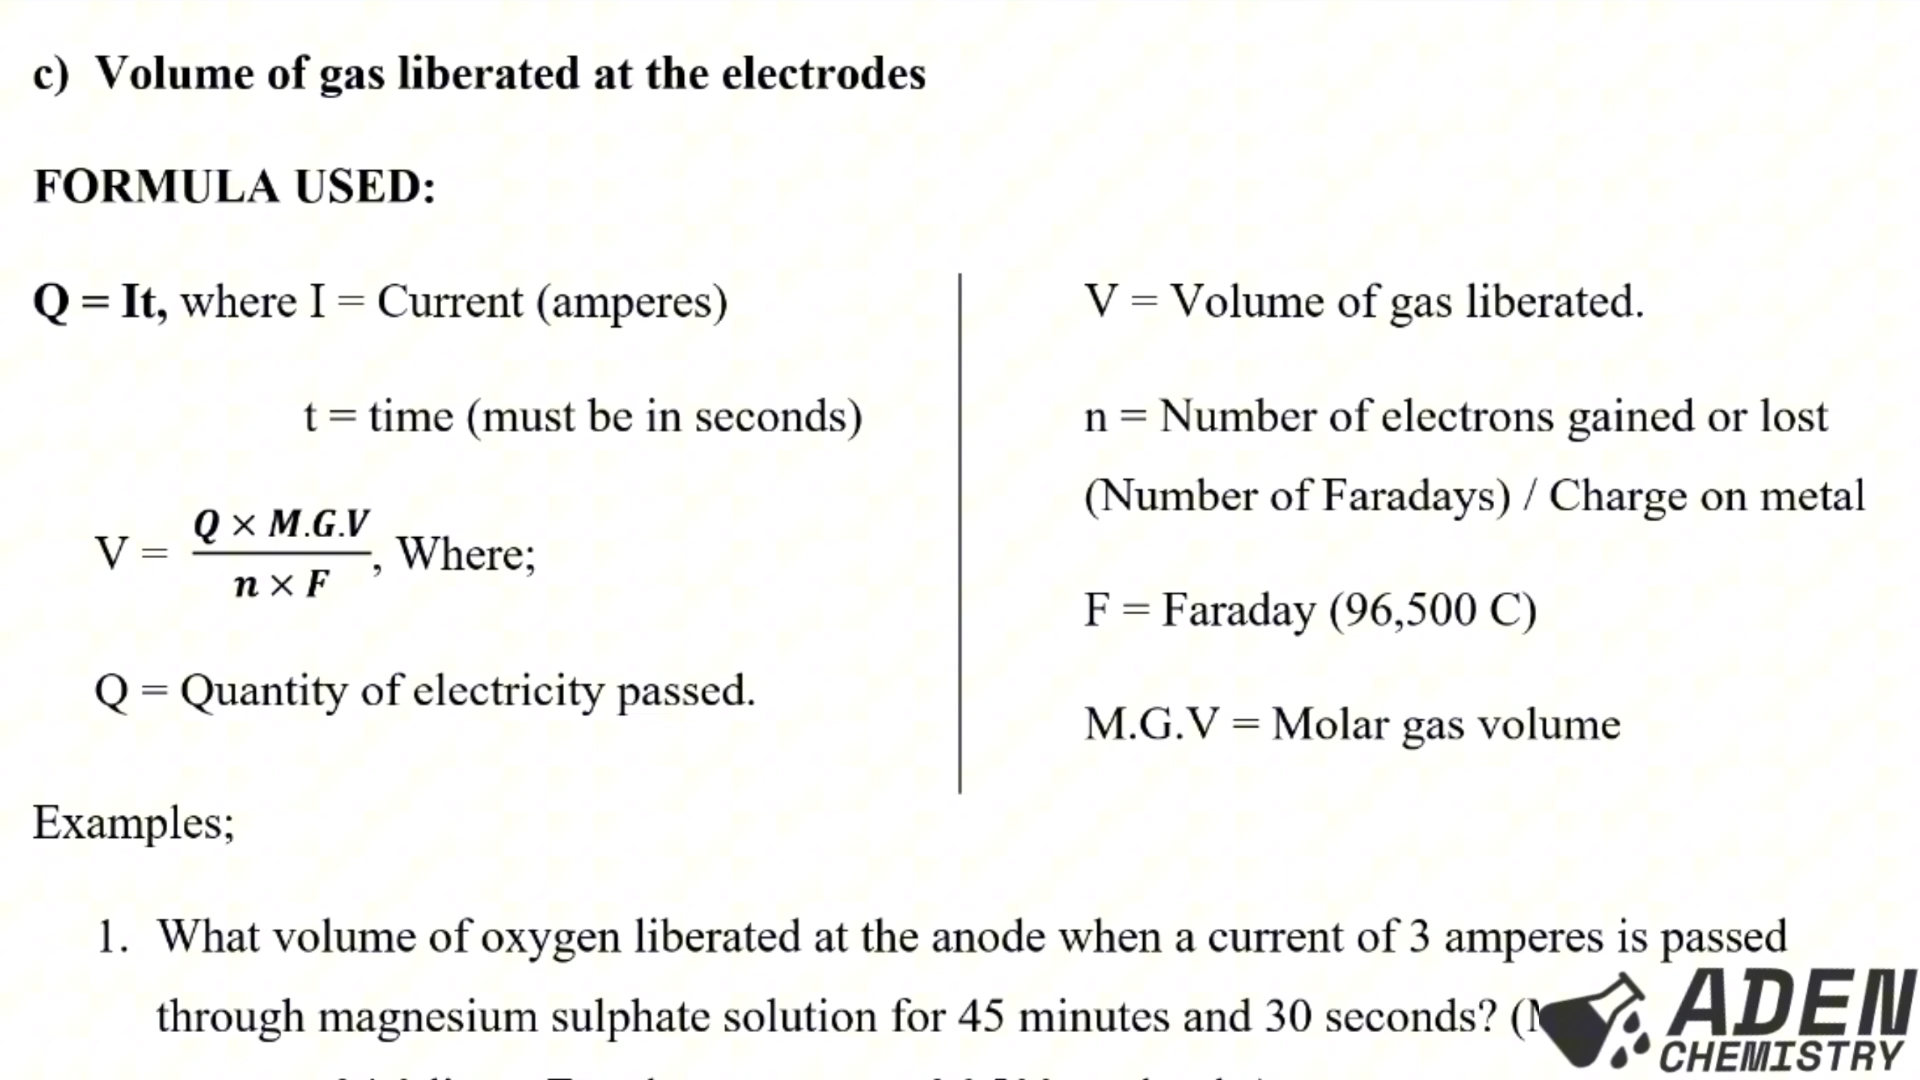 c) Volume of gas liberated at the electrodes
FORMULA USED:
Q = It, where I = Current (amperes)
t = time (must be in seconds)
V = Q × M.G.V / n × F, Where;
Q = Quantity of electricity passed.
V = Volume of gas liberated.
n = Number of electrons gained or lost
(Number of Faradays) / Charge on metal
F = Faraday (96,500 C)
M.G.V = Molar gas volume
Examples;
1. What volume of oxygen liberated at the anode when a current of 3 amperes is passed
through magnesium sulphate solution for 45 minutes and 30 seconds? (
ADEN
CHEMISTRY